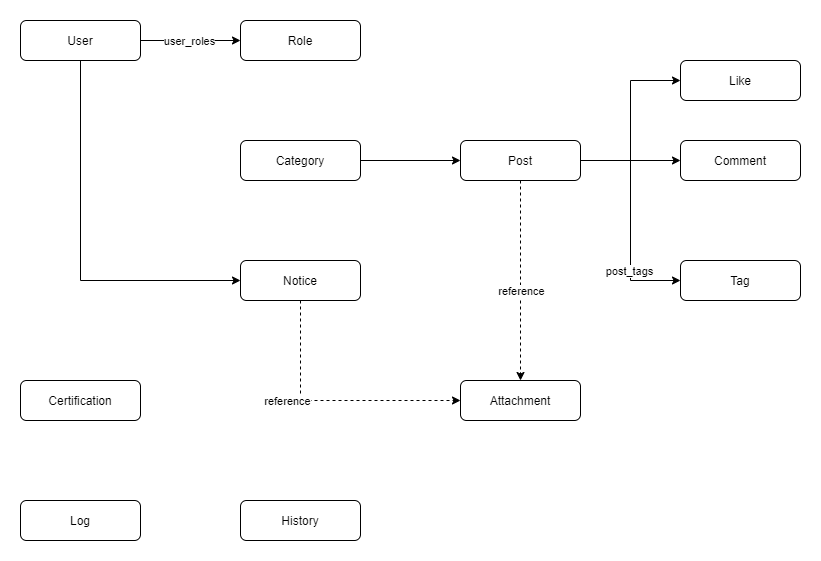 User
user_roles
Role
Like
Category
Post
Comment
Notice
reference
post_tags
Tag
Certification
reference
Attachment
Log
History